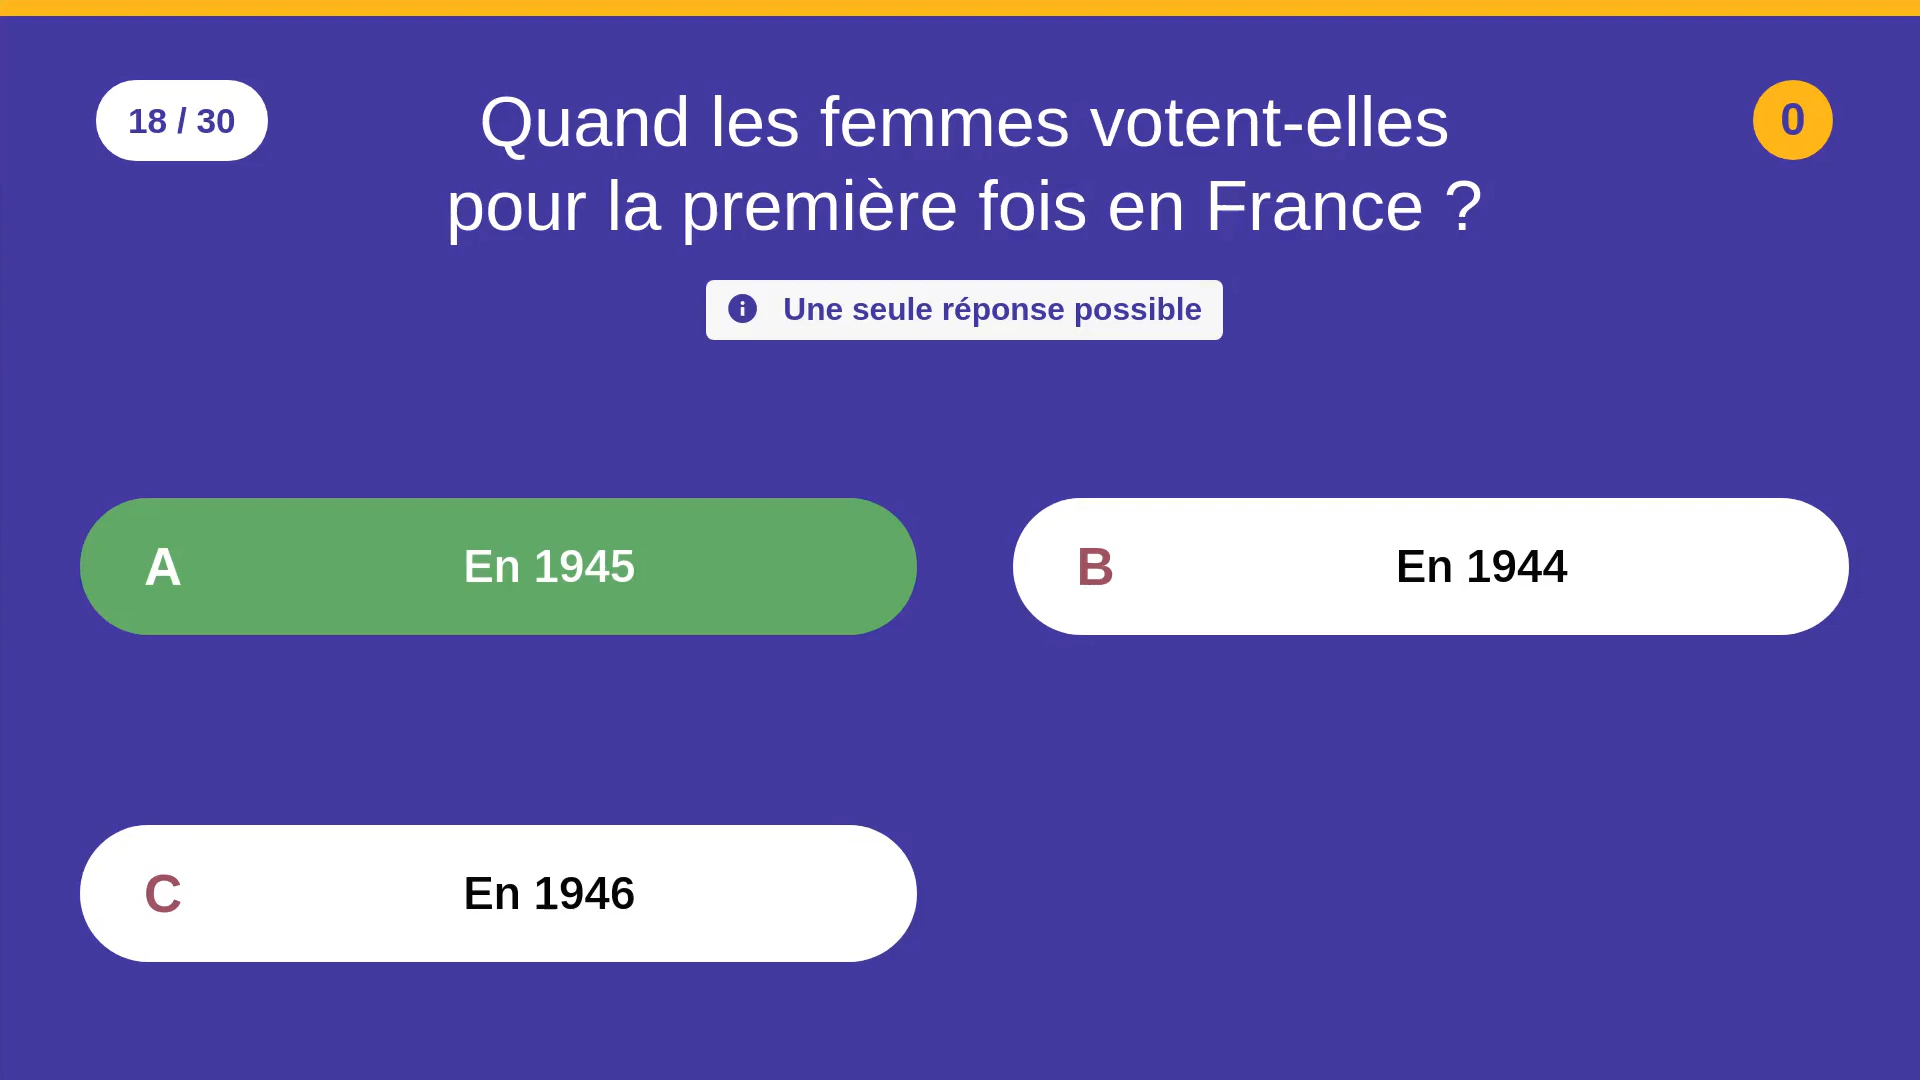 18 / 30
Quand les femmes votent-elles
pour la première fois en France ?
0
Une seule réponse possible
A En 1945
B En 1944
C En 1946